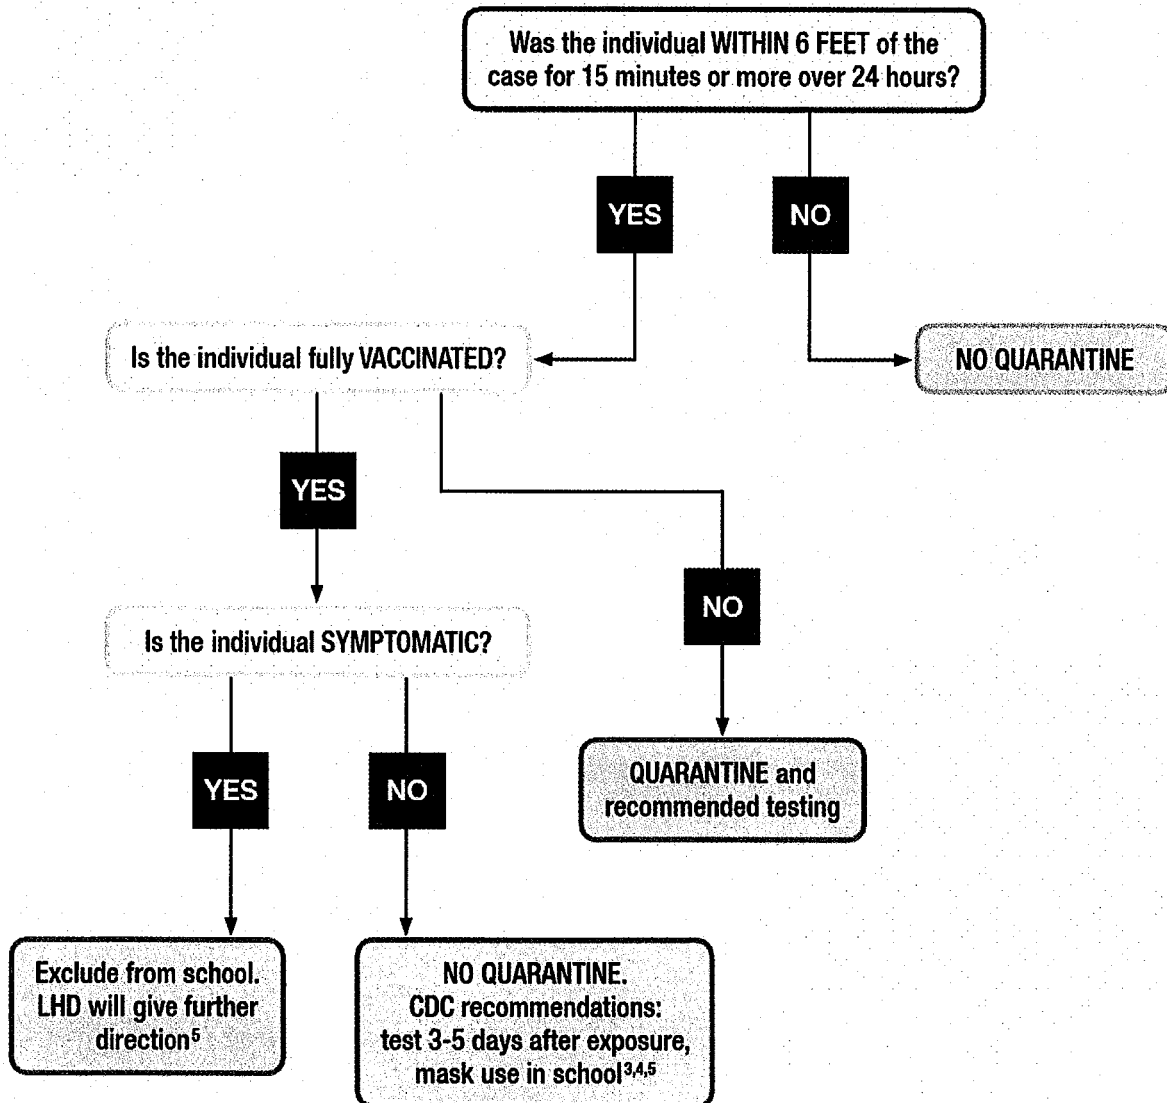 Was the individual WITHIN 6 FEET of the
case for 15 minutes or more over 24 hours?
YES
NO
Is the individual fully VACCINATED?
NO QUARANTINE
YES
NO
Is the individual SYMPTOMATIC?
YES
NO
QUARANTINE and
recommended testing
Exclude from school.
LHD will give further
direction⁵
NO QUARANTINE.
CDC recommendations:
test 3-5 days after exposure,
mask use in school³,⁴,⁵